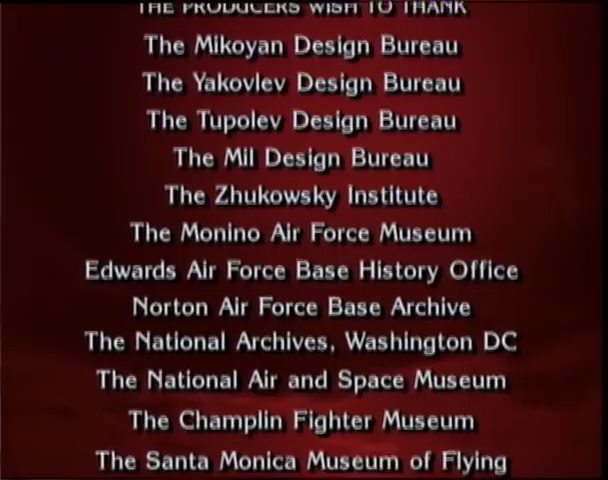 THE PRODUCERS WISH TO THANK
The Mikoyan Design Bureau
The Yakovlev Design Bureau
The Tupolev Design Bureau
The Mil Design Bureau
The Zhukowsky Institute
The Monino Air Force Museum
Edwards Air Force Base History Office
Norton Air Force Base Archive
The National Archives, Washington DC
The National Air and Space Museum
The Champlin Fighter Museum
The Santa Monica Museum of Flying